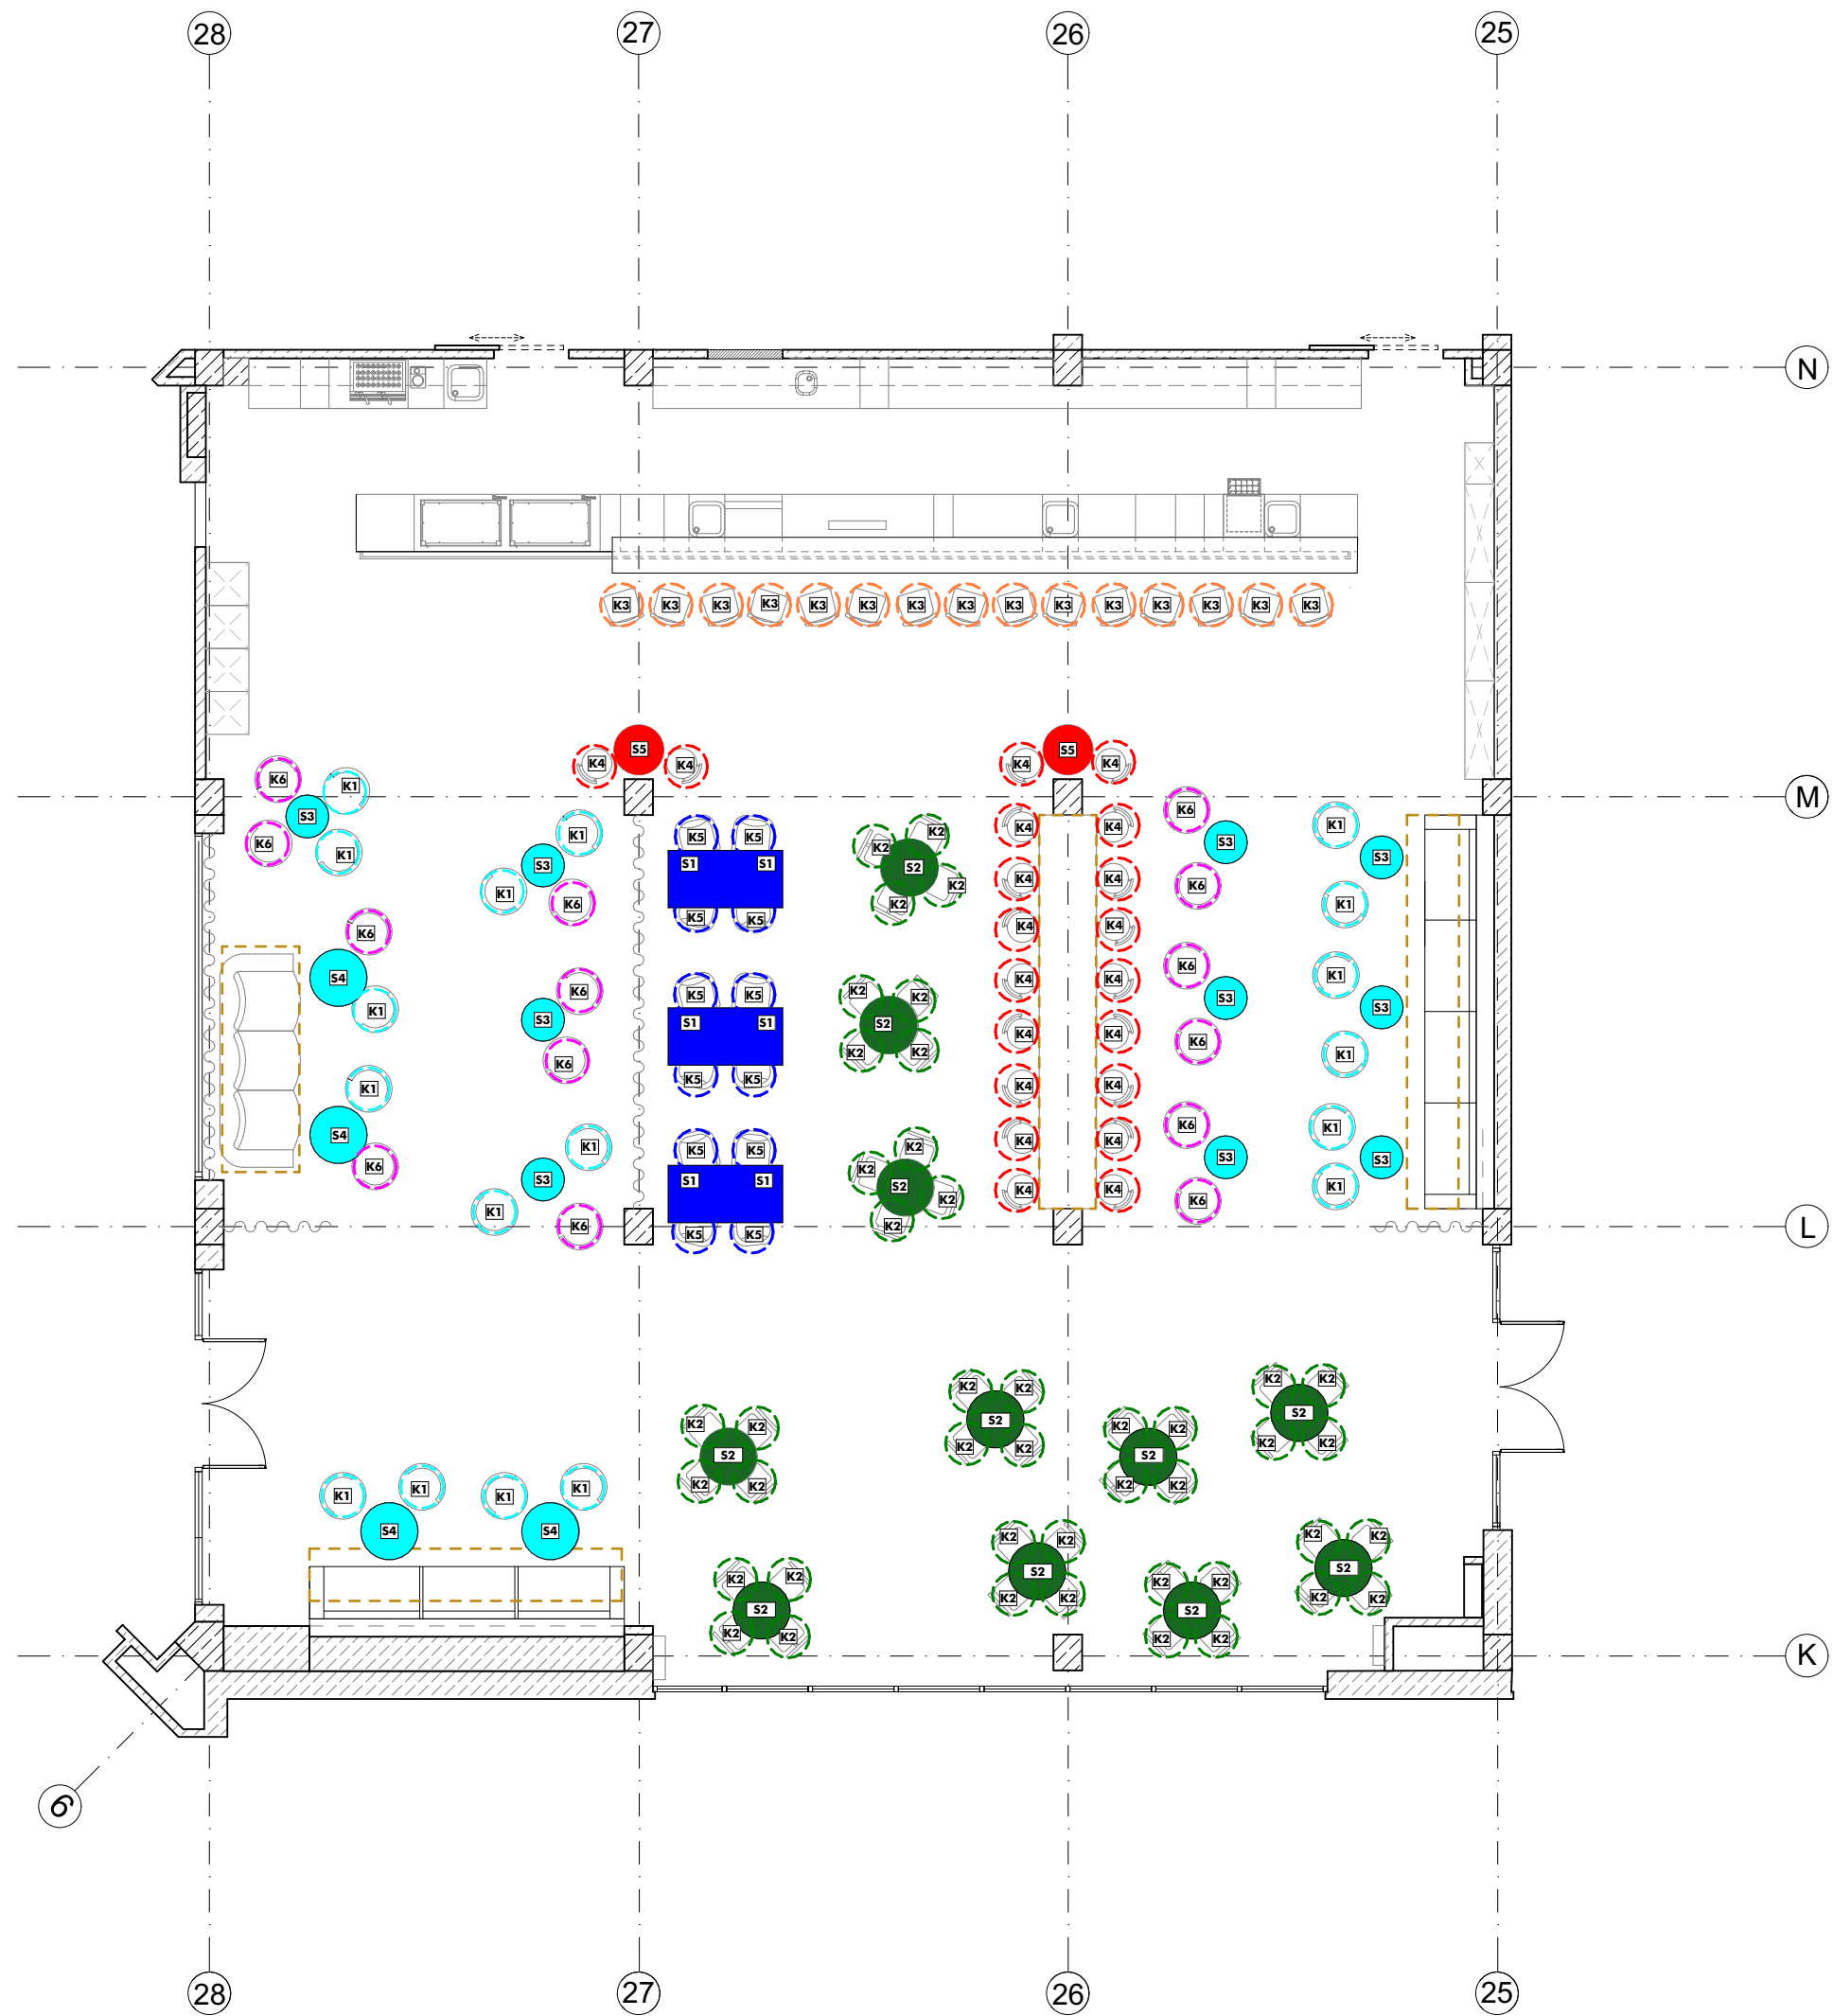 28 27 26 25
N
K3 K3 K3 K3 K3 K3 K3 K3 K3 K3 K3 K3 K3 K3 K3
K4 S5 K4 K4 S5 K4
K6 K1
M
S3 K6
K6 K1 K1 K5 K5 K2 K4 K4 S3 K1
K2
S3 S1 S1 K2 S3
K1 K2 K4 K4 K6
K6 K5 K5 K2 K1
K6 K4 K4
S4 K6 K5 K5 K2 K2 K4 K4 K6 K1
K1 S3 S1 S1 S2 S3 S3
K6 K2 K2 K4 K4 K6 K1
K1 K5 K5 K4 K4
S4 K1 K5 K5 K2 K4 K4 K6 K1
K6 S3 S1 S1 K2 S3 S3
K1 S2 K2 K4 K4 K6 K1
K6 K5 K5 K2
L
K2 K2 K2 K2
S2 S2
K2 K2 K2 K2 K2 K2 K2 K2
S2 S2
K1 K1 K1 K1 K2 K2 K2 K2
S4 S4 K2 K2 K2 K2
S2 S2
K2 K2 K2 K2
K2 K2 K2 K2
S2 S2
K2 K2 K2 K2
K
6
28 27 26 25